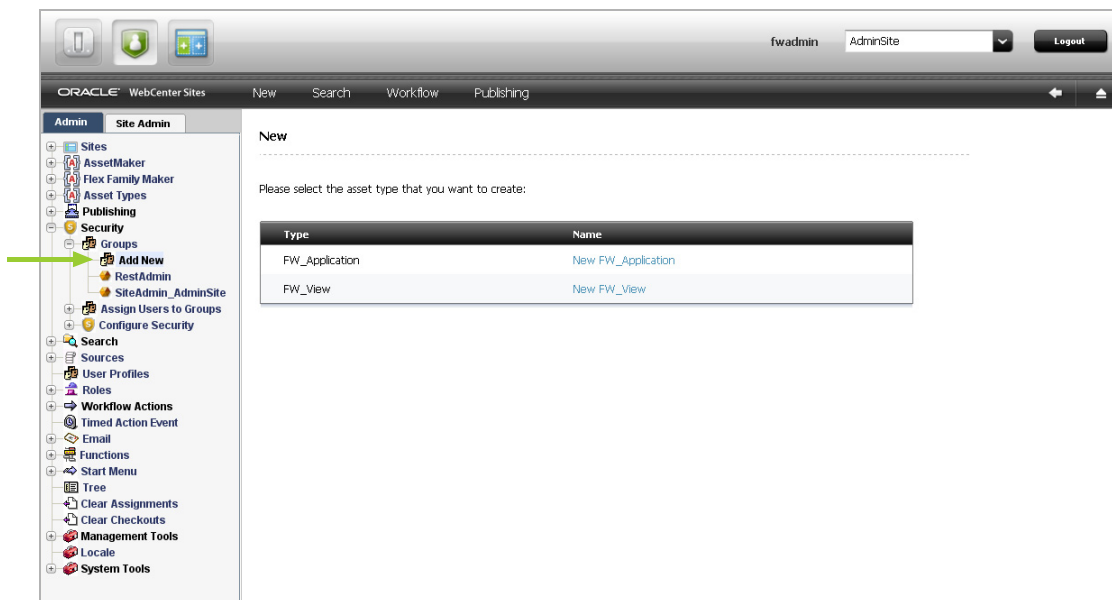 fwadmin AdminSite Logout
ORACLE WebCenter Sites New Search Workflow Publishing
Admin Site Admin
Sites
AssetMaker
Flex Family Maker
Asset Types
Publishing
Security
Groups
Add New
RestAdmin
SiteAdmin_AdminSite
Assign Users to Groups
Configure Security
Search
Sources
User Profiles
Roles
Workflow Actions
Timed Action Event
Email
Functions
Start Menu
Tree
Clear Assignments
Clear Checkouts
Management Tools
Locale
System Tools
New
Please select the asset type that you want to create:
Type Name
FW_Application New FW_Application
FW_View New FW_View